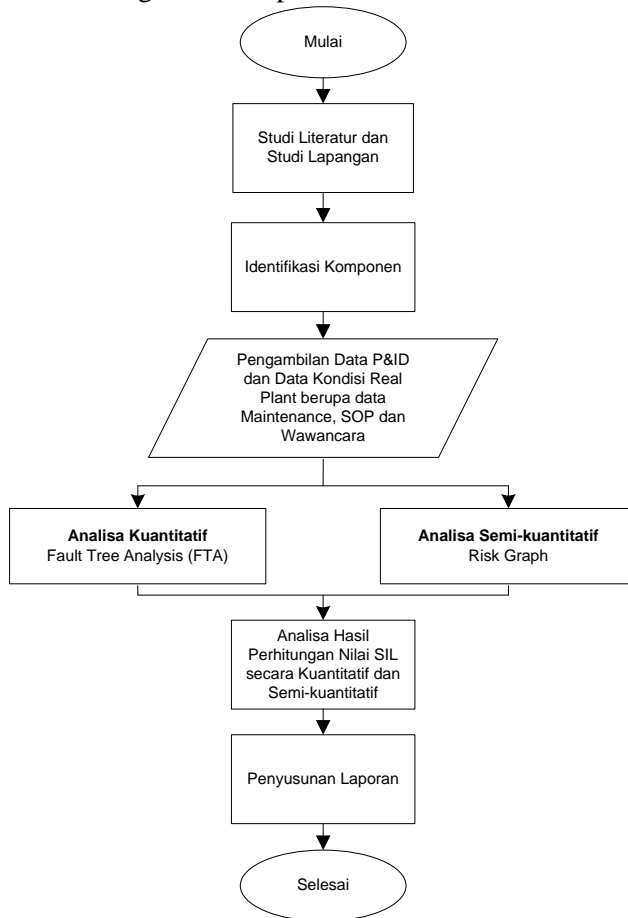 Mulai
Studi Literatur dan
Studi Lapangan
Identifikasi Komponen
Pengambilan Data P&ID
dan Data Kondisi Real
Plant berupa data
Maintenance, SOP dan
Wawancara
Analisa Kuantitatif
Fault Tree Analysis (FTA)
Analisa Semi-kuantitatif
Risk Graph
Analisa Hasil
Perhitungan Nilai SIL
secara Kuantitatif dan
Semi-kuantitatif
Penyusunan Laporan
Selesai